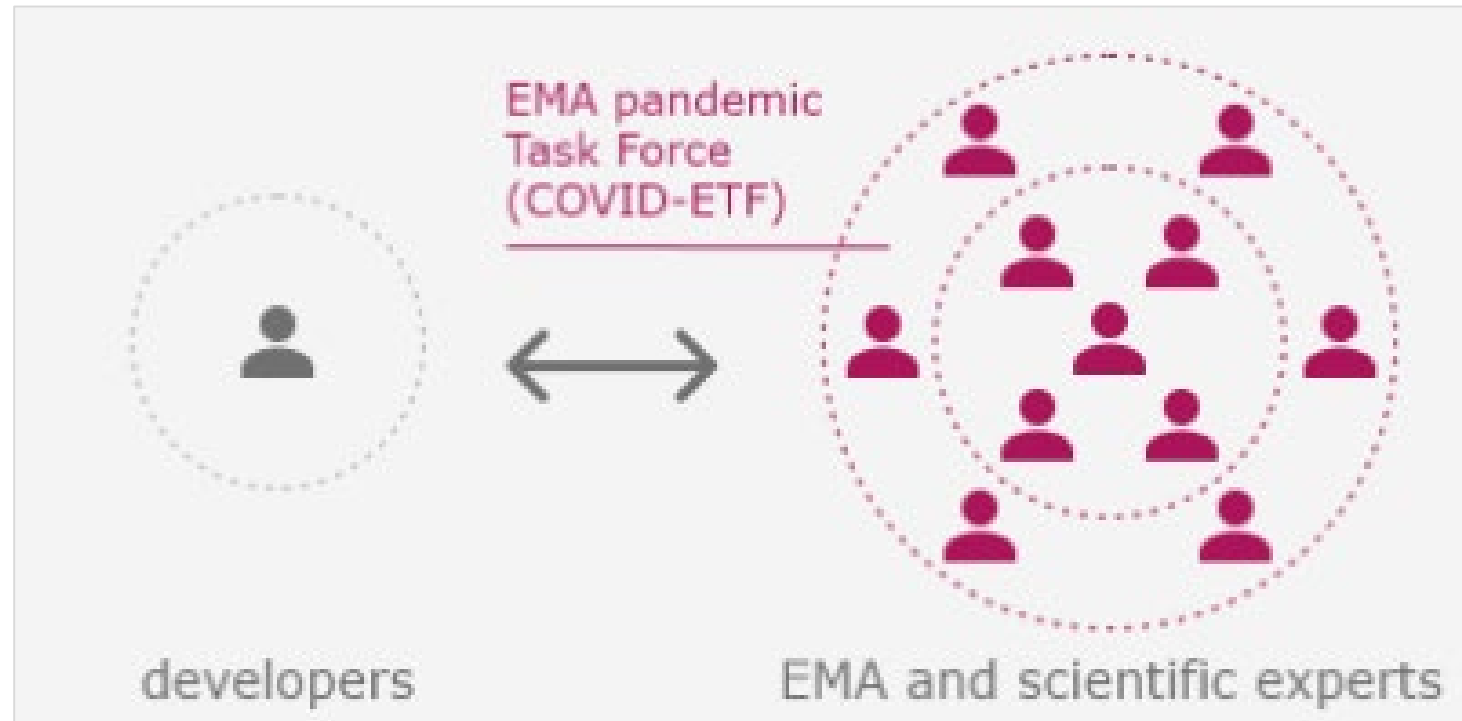 EMA pandemic
Task Force
(COVID-ETF)
developers
EMA and scientific experts